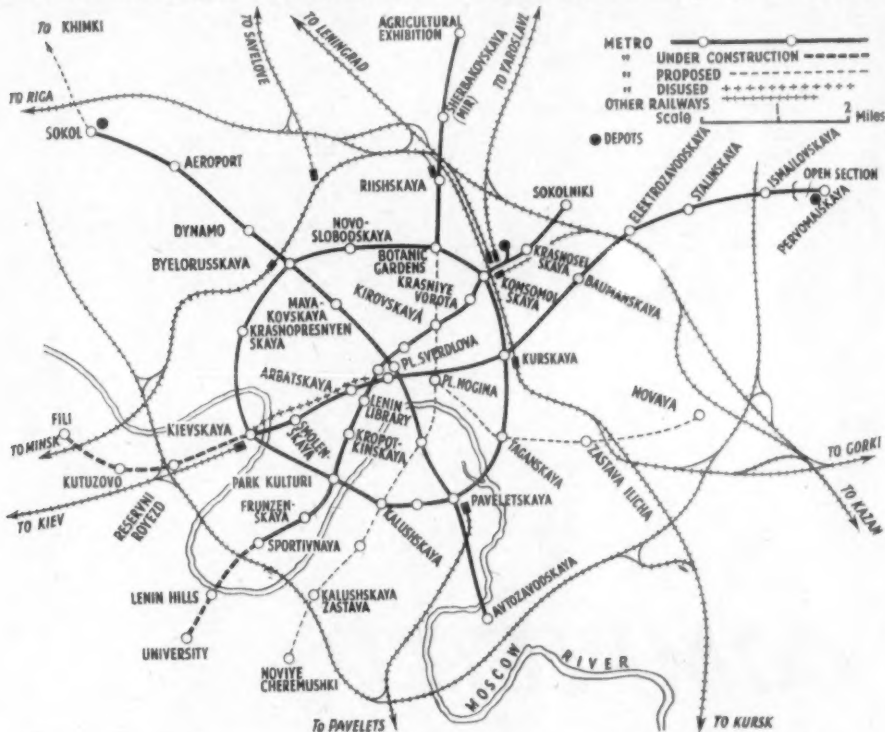 To KHIMKI
TO SAVELOVE
TO LENINGRAD
AGRICULTURAL
EXHIBITION
SHERBAKOVSKAYA
(MIR)
TO YAROSLAVL
METRO
" UNDER CONSTRUCTION
" PROPOSED
" DISUSED
OTHER RAILWAYS
Scale 0 1 2 Miles
DEPOTS
TO RIGA
SOKOL
AEROPORT
DYNAMO
BYELORUSSKAYA
RIISHSKAYA
SOKOLNIKI
ELEKTROZAVODSKAYA
STALINSKAYA
ISMAILOVSKAYA
OPEN SECTION
PERVOMAISKAYA
NOVO-
SLOBODSKAYA
BOTANIC
GARDENS
KRASNOSEL
SKAYA
KOMSOMOL
SKAYA
KRASNIYE
VOROTA
KIROVSKAYA
BAUMANSKAYA
MAYA-
KOVSKAYA
KRASNOPRESNYEN
SKAYA
PL. SVERDLOVA
KURSKAYA
ARBATSKAYA
PL. NOGINA
NOVAYA
LENIN
LIBRARY
FILI
KIEVSKAYA
SMOLEN-
SKAYA
KROPOT-
KINSKAYA
TAGANSKAYA
ZASTAVA ILICHA
TO MINSK
KUTUZOVO
PARK KULTURI
PAVELETSKAYA
TO GORKI
TO KAZAN
TO KIEV
RESERVNI
ROYEZD
FRUNZEN-
SKAYA
SPORTIVNAYA
KALUSHSKAYA
LENIN HILLS
KALUSHSKAYA
ZASTAVA
AVTOZAVODSKAYA
UNIVERSITY
NOVIYE
CHEREMUSHKI
MOSCOW RIVER
To PAVELETS
TO KURSK